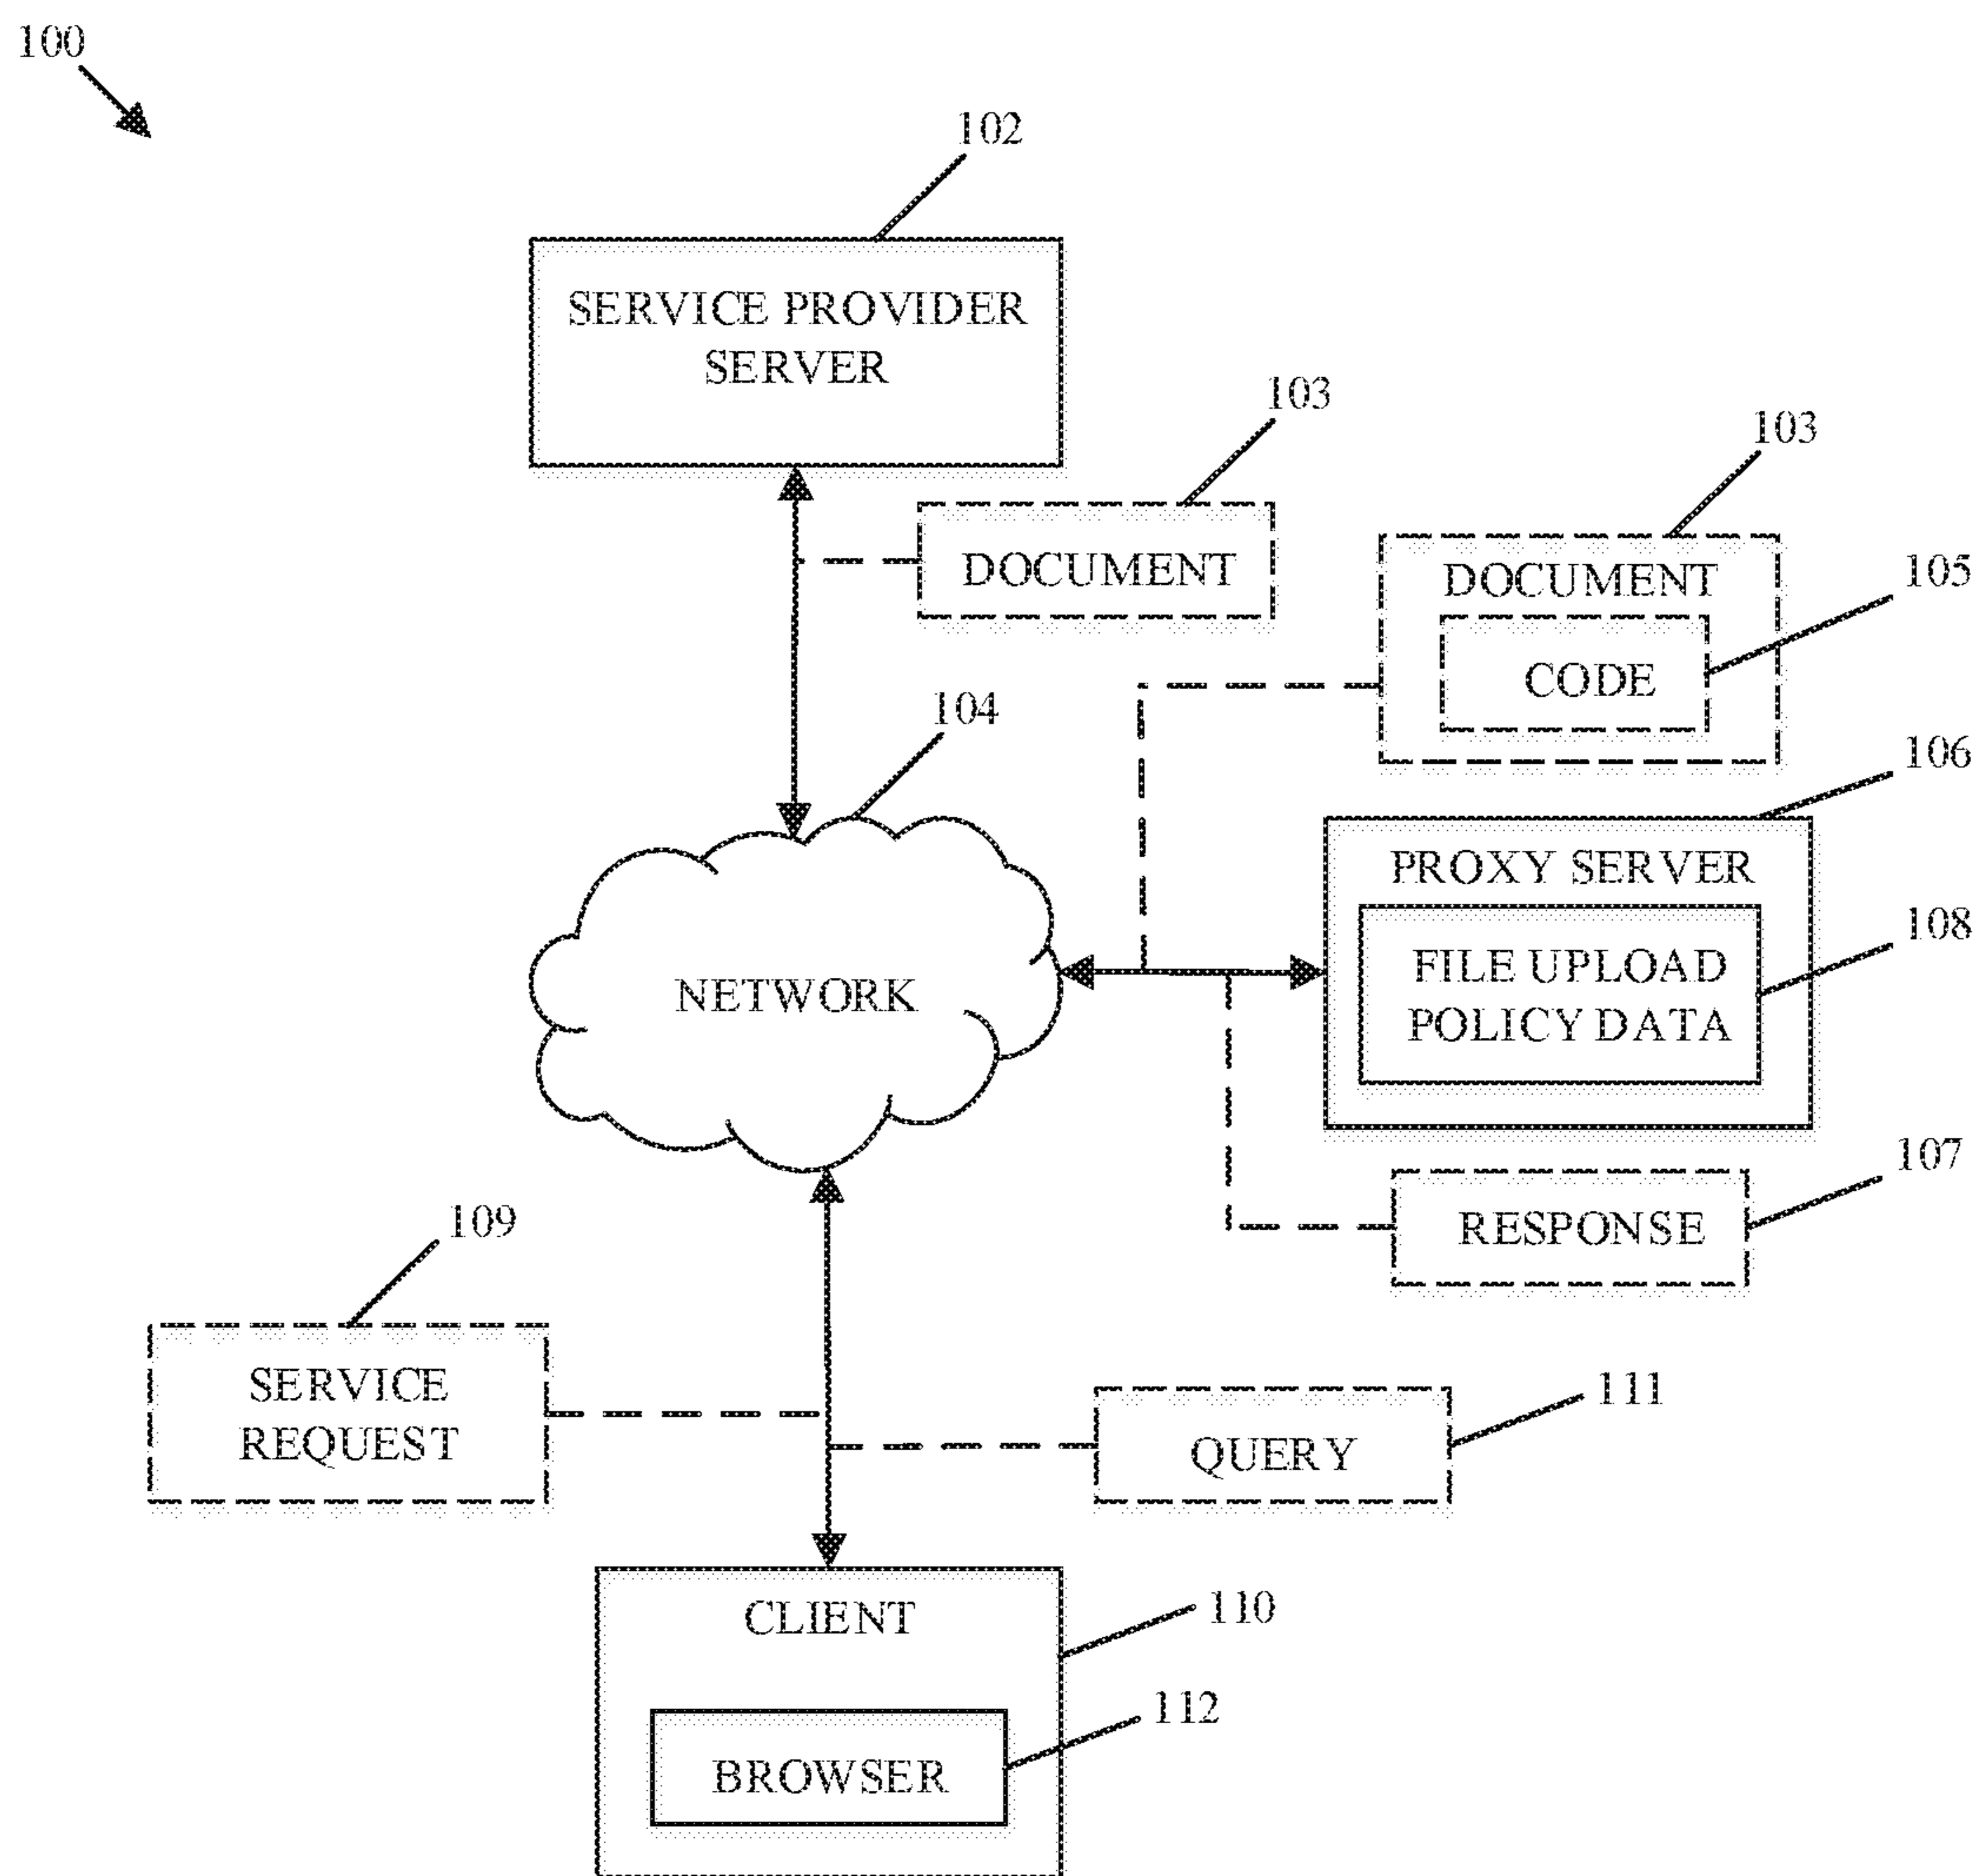 100
102
SERVICE PROVIDER
SERVER
103
103
DOCUMENT
DOCUMENT
105
CODE
104
106
PROXY SERVER
108
FILE UPLOAD
POLICY DATA
NETWORK
107
RESPONSE
109
SERVICE
REQUEST
111
QUERY
CLIENT
110
112
BROWSER